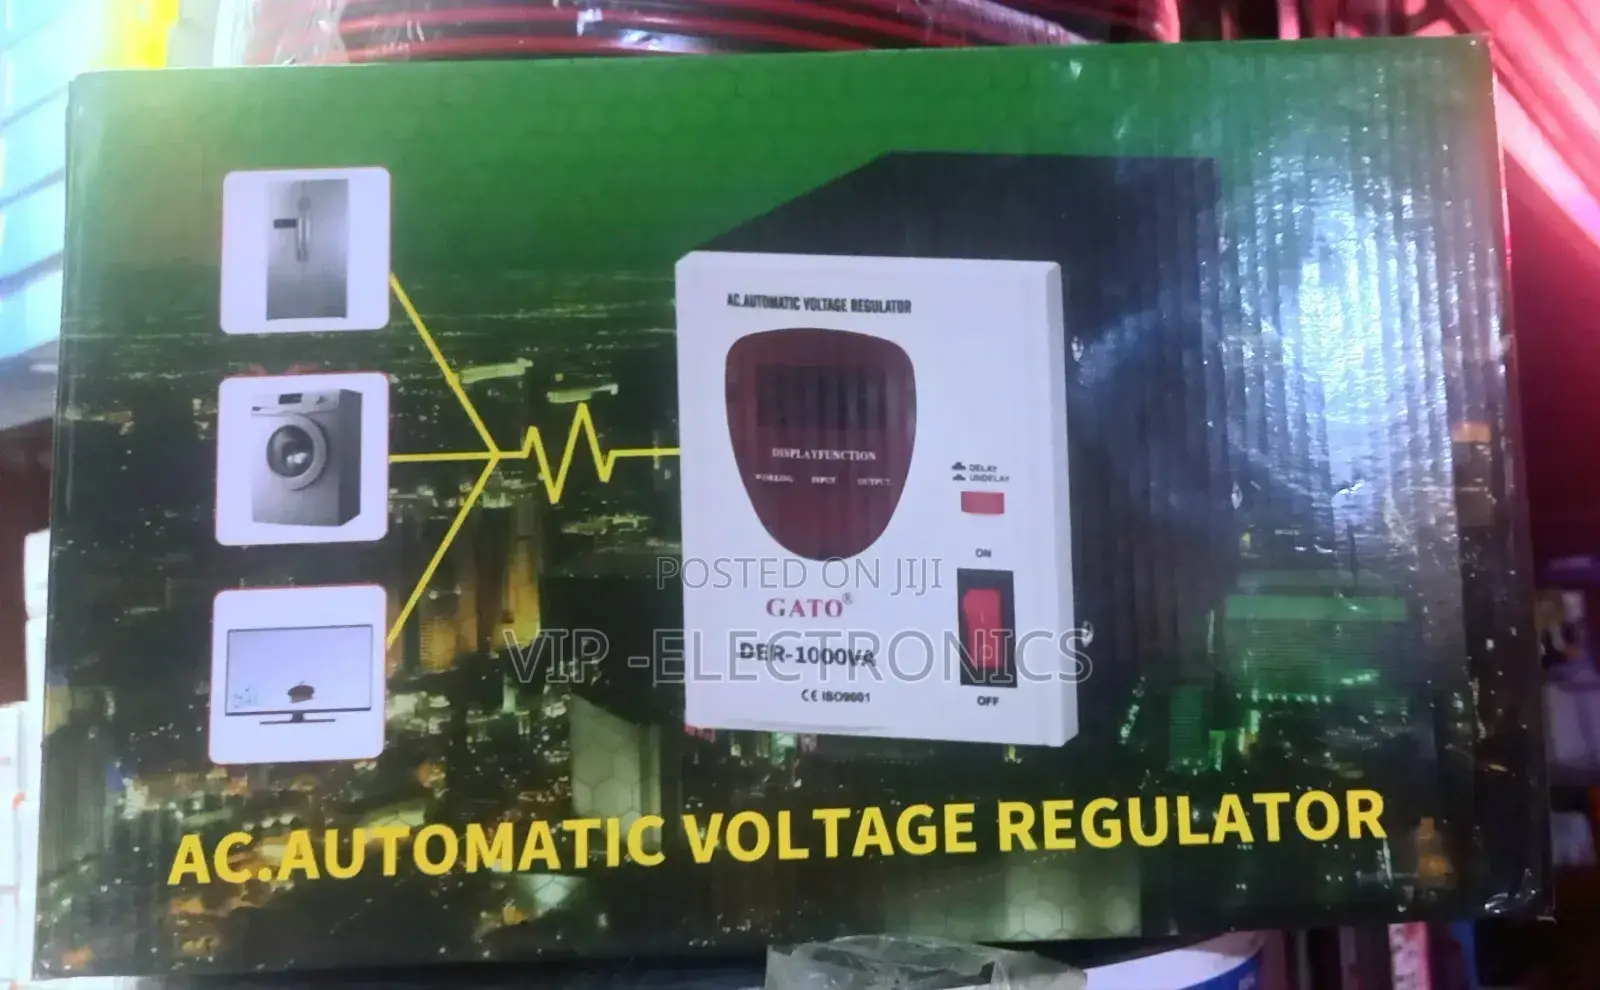 AC.AUTOMATIC VOLTAGE REGULATOR
DISPLAYFUNCTION
WORKING INPUT OUTPUT
DELAY
UNDELAY
ON
POSTED ON JIJI
GATO®
VIP -ELECTRONICS
DER-1000VA
CE ISO9001
OFF
AC.AUTOMATIC VOLTAGE REGULATOR